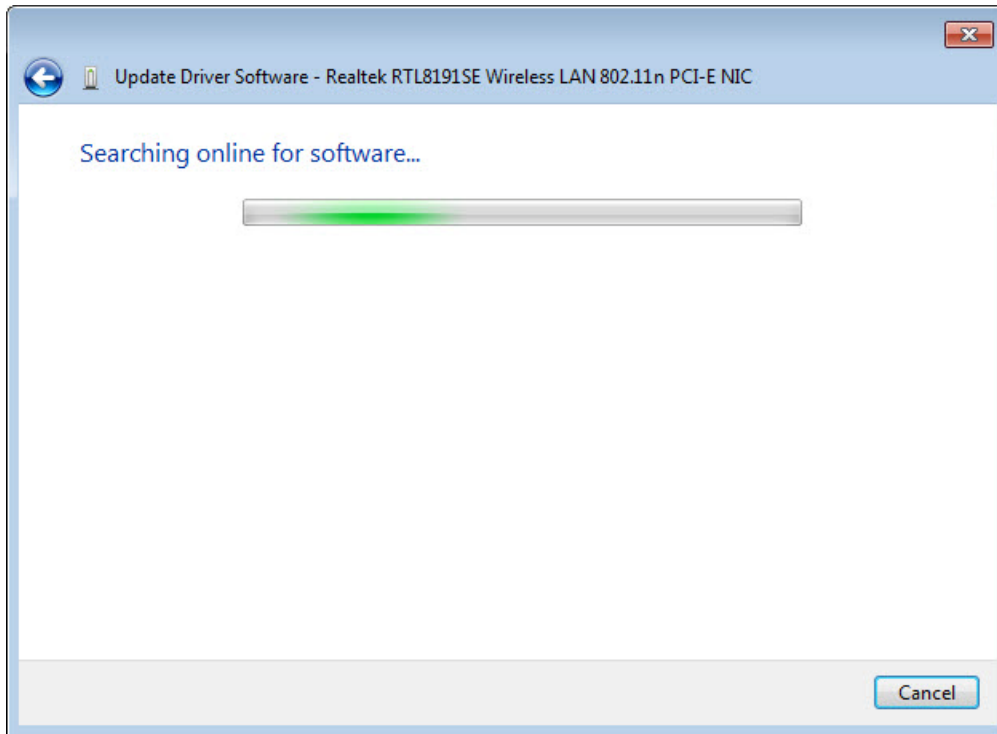 Update Driver Software - Realtek RTL8191SE Wireless LAN 802.11n PCI-E NIC
Searching online for software...
Cancel